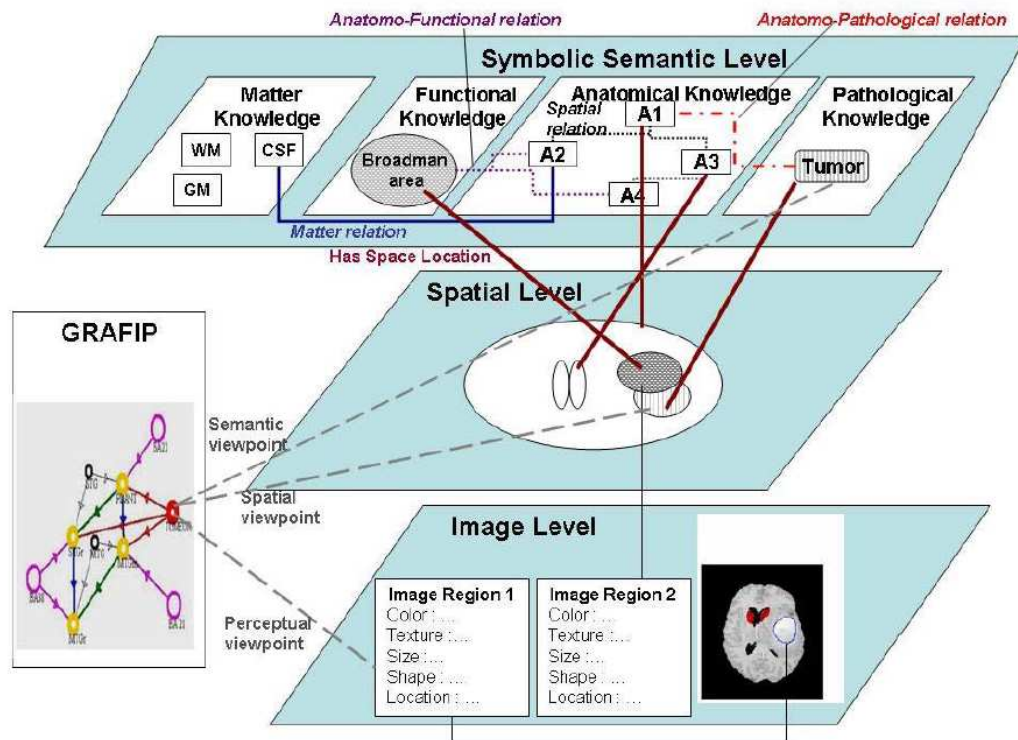 Anatomo-Functional relation
Anatomo-Pathological relation
Symbolic Semantic Level
Matter
Knowledge
Functional
Knowledge
Anatomical Knowledge
Pathological
Knowledge
Spatial
relation
WM
CSF
GM
Broadman
area
A1
A2
A3
A4
Tumor
Matter relation
Has Space Location
Spatial Level
GRAFIP
Semantic
viewpoint
Spatial
viewpoint
Perceptual
viewpoint
Image Level
Image Region 1
Color : ...
Texture :...
Size :...
Shape : ...
Location : ...
Image Region 2
Color : ...
Texture :...
Size :...
Shape : ...
Location : ...